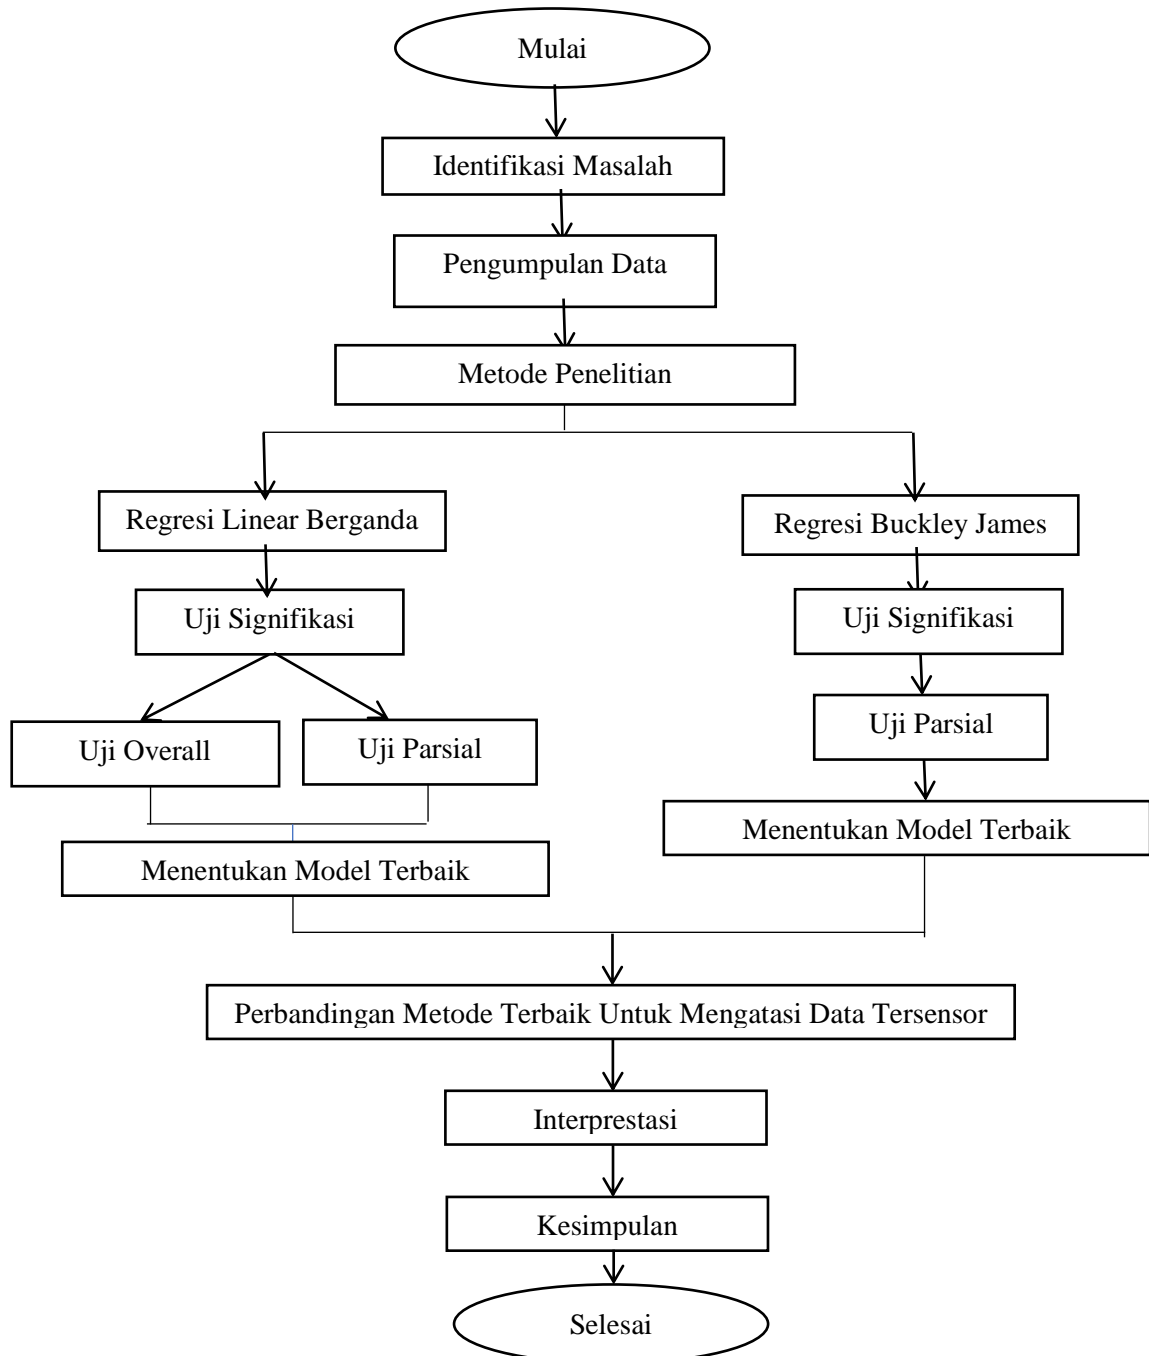 Mulai
Identifikasi Masalah
Pengumpulan Data
Metode Penelitian
Regresi Linear Berganda
Regresi Buckley James
Uji Signifikasi
Uji Signifikasi
Uji Overall
Uji Parsial
Uji Parsial
Menentukan Model Terbaik
Menentukan Model Terbaik
Perbandingan Metode Terbaik Untuk Mengatasi Data Tersensor
Interprestasi
Kesimpulan
Selesai